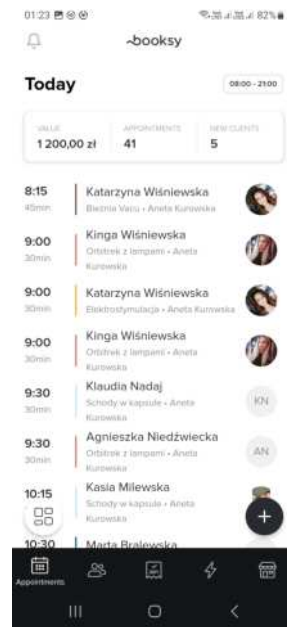 01:23
82%
booksy
Today
08:00 - 21:00
VALUE
APPOINTMENTS
NEW CLIENTS
1 200,00 zł
41
5
8:15
Katarzyna Wiśniewska
45min
Bieżnia Vacu • Aneta Kurowska
9:00
Kinga Wiśniewska
30min
Orbitrek z lampami • Aneta
Kurowska
9:00
Katarzyna Wiśniewska
30min
Elektrostymulacja • Aneta Kurowska
9:00
Kinga Wiśniewska
30min
Orbitrek z lampami • Aneta
Kurowska
9:30
Klaudia Nadaj
30min
Schody w kapsule • Aneta
Kurowska
KN
9:30
Agnieszka Niedźwiecka
30min
Orbitrek z lampami • Aneta
Kurowska
AN
10:15
Kasia Milewska
Schody w kapsule • Aneta
Kurowska
10:30
Marta Bralewska
Appointments